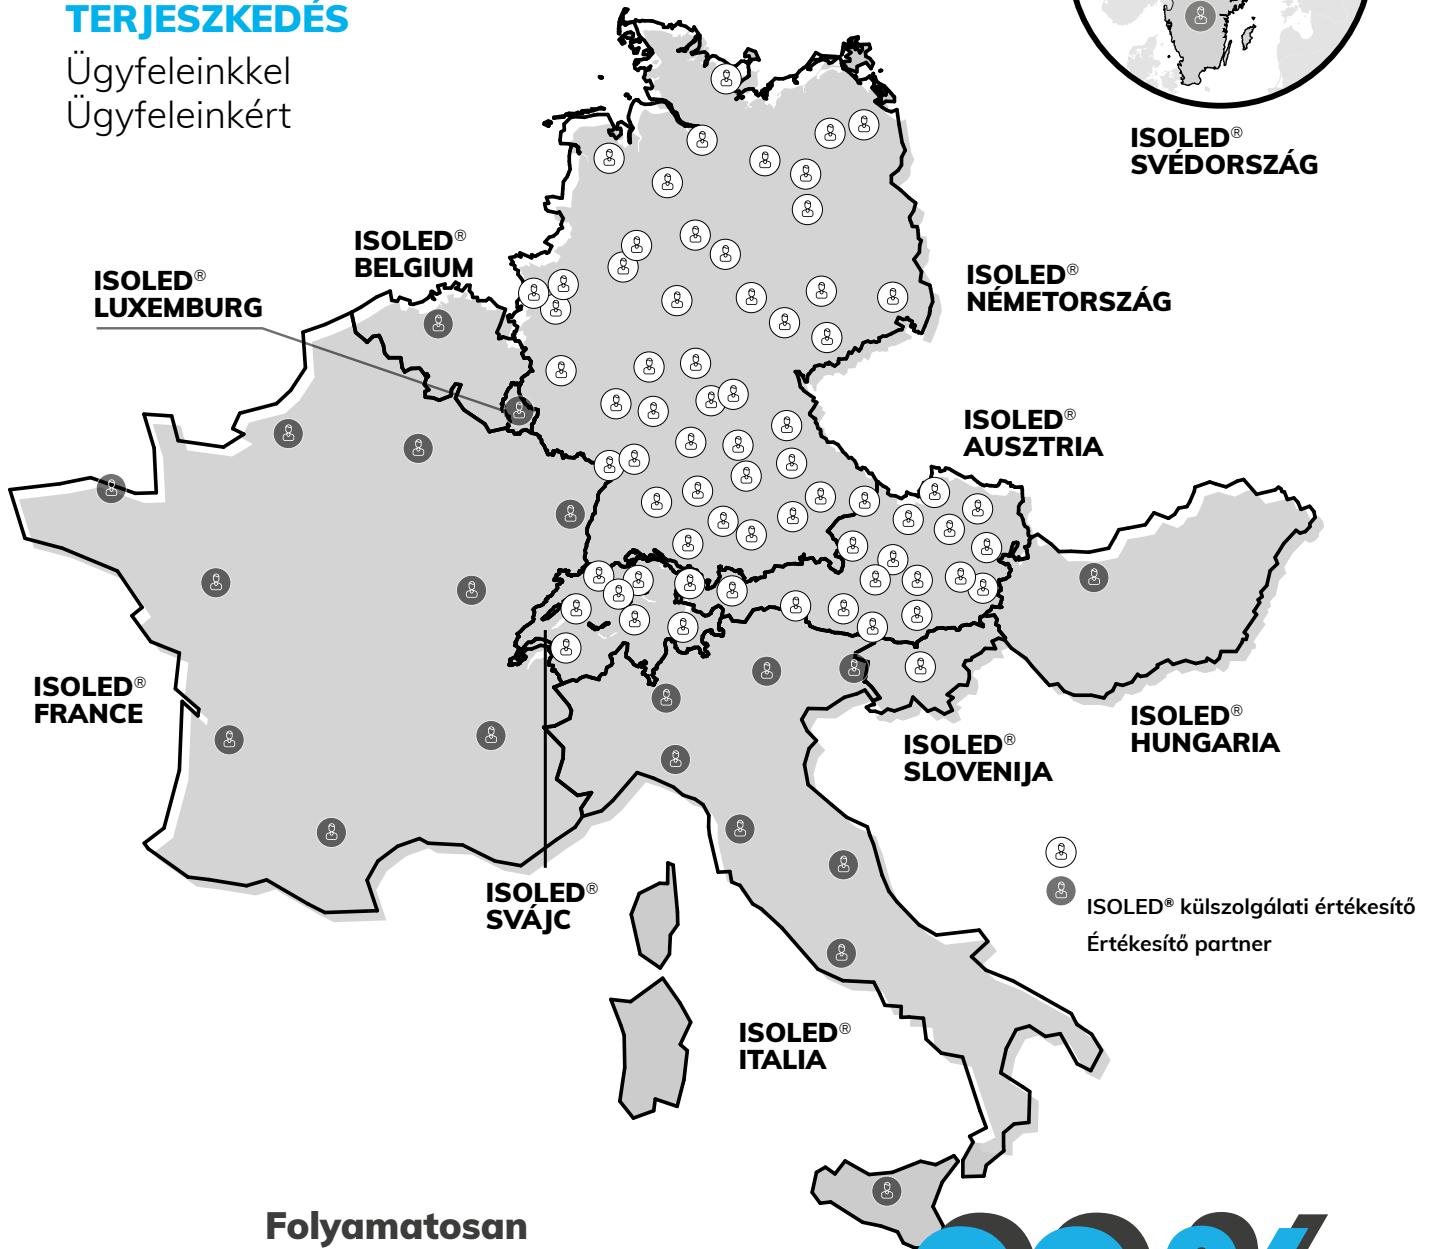 TERJESZKEDÉS
Ügyfeleinkkel
Ügyfeleinkért
ISOLED®
SVÉDORSZÁG
ISOLED®
BELGIUM
ISOLED®
LUXEMBURG
ISOLED®
NÉMETORSZÁG
ISOLED®
AUSZTRIA
ISOLED®
FRANCE
ISOLED®
HUNGARIA
ISOLED®
SLOVENIJA
ISOLED®
SVÁJC
ISOLED® külszolgálati értékesítő
Értékesítő partner
ISOLED®
ITALIA
Folyamatosan